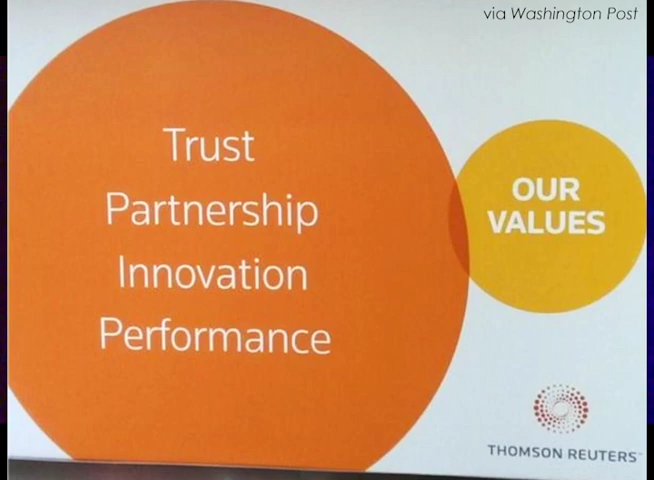 via Washington Post
Trust
Partnership
Innovation
Performance
OUR
VALUES
THOMSON REUTERS